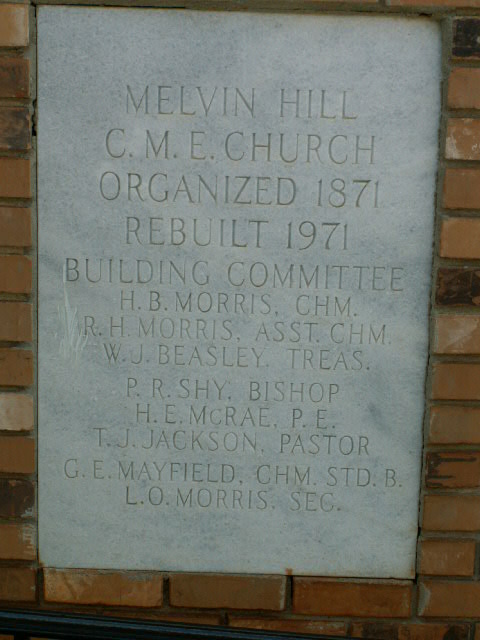 MELVIN HILL
C. M. E. CHURCH
ORGANIZED 1871
REBUILT 1971
BUILDING COMMITTEE
H. B. MORRIS, CHM.
R. H. MORRIS, ASST. CHM.
W. J. BEASLEY, TREAS.
P. R. SHY, BISHOP
H. E. MCRAE, P. E.
T. J. JACKSON, PASTOR
G. E. MAYFIELD, CHM. STD. B.
L. O. MORRIS, SEC.